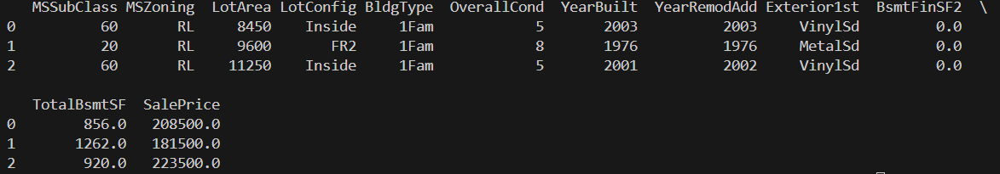 MSSubClass MSZoning LotArea LotConfig BldgType OverallCond YearBuilt YearRemodAdd Exterior1st BsmtFinSF2 \
0 60 RL 8450 Inside 1Fam 5 2003 2003 VinylSd 0.0
1 20 RL 9600 FR2 1Fam 8 1976 1976 MetalSd 0.0
2 60 RL 11250 Inside 1Fam 5 2001 2002 VinylSd 0.0
TotalBsmtSF SalePrice
0 856.0 208500.0
1 1262.0 181500.0
2 920.0 223500.0